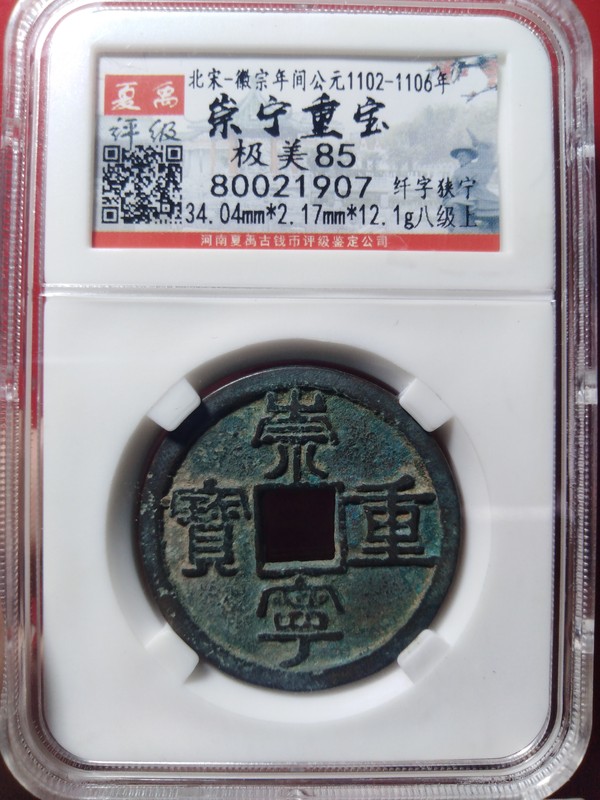 北宋-徽宗年间公元1102-1106年
夏禹
评级
崇宁重宝
极美85
80021907 纤字狭宁
34.04mm*2.17mm*12.1g八级上
河南夏禹古钱币评级鉴定公司
崇
寶 重
寧